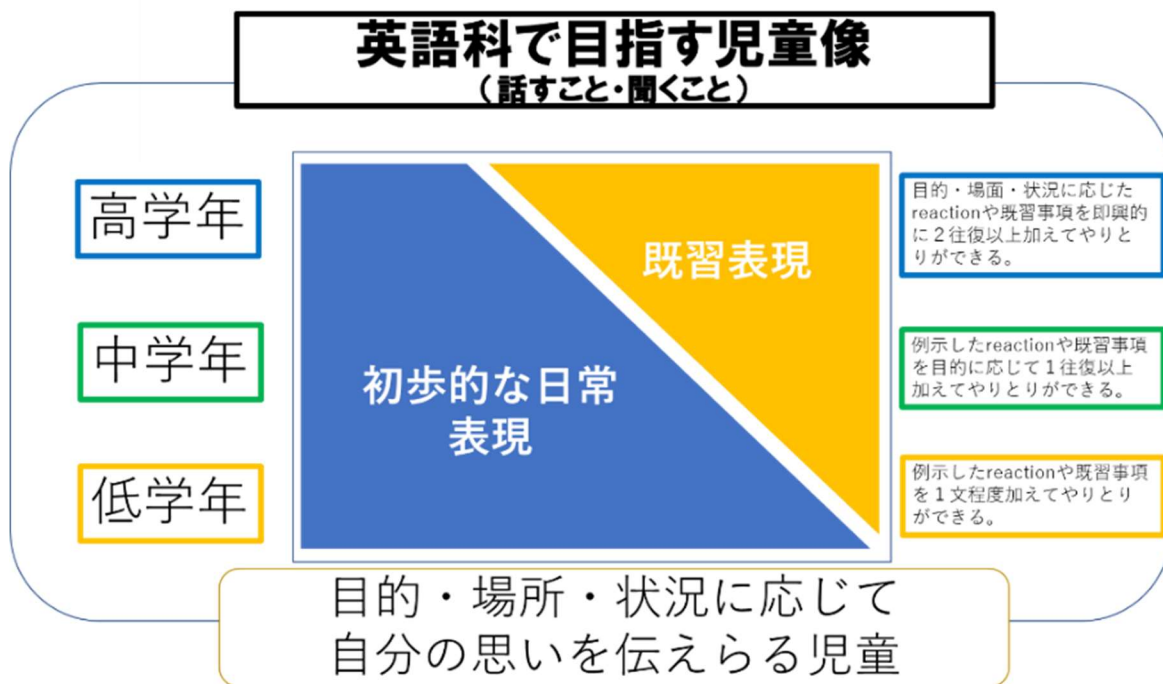 英語科で目指す児童像
（話すこと・聞くこと）
高学年
既習表現
目的・場面・状況に応じた
reactionや既習事項を即興的
に２往復以上加えてやりと
りができる。
中学年
初歩的な日常
表現
例示したreactionや既習事項
を目的に応じて１往復以上
加えてやりとりができる。
低学年
例示したreactionや既習事項
を１文程度加えてやりとり
ができる。
目的・場所・状況に応じて
自分の思いを伝えらる児童